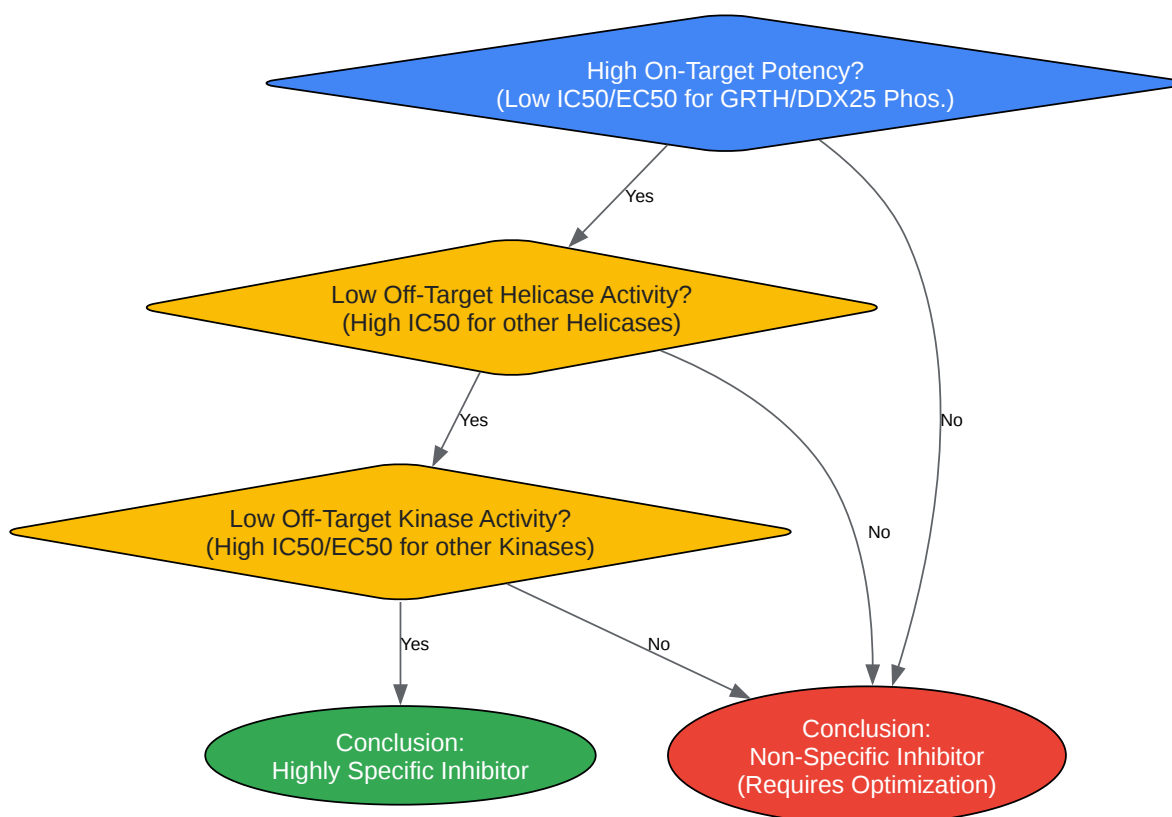 High On-Target Potency?
(Low IC50/EC50 for GRTH/DDX25 Phos.)
Yes
Low Off-Target Helicase Activity?
(High IC50 for other Helicases)
Yes
No
Low Off-Target Kinase Activity?
(High IC50/EC50 for other Kinases)
No
Yes
No
Conclusion:
Highly Specific Inhibitor
Conclusion:
Non-Specific Inhibitor
(Requires Optimization)